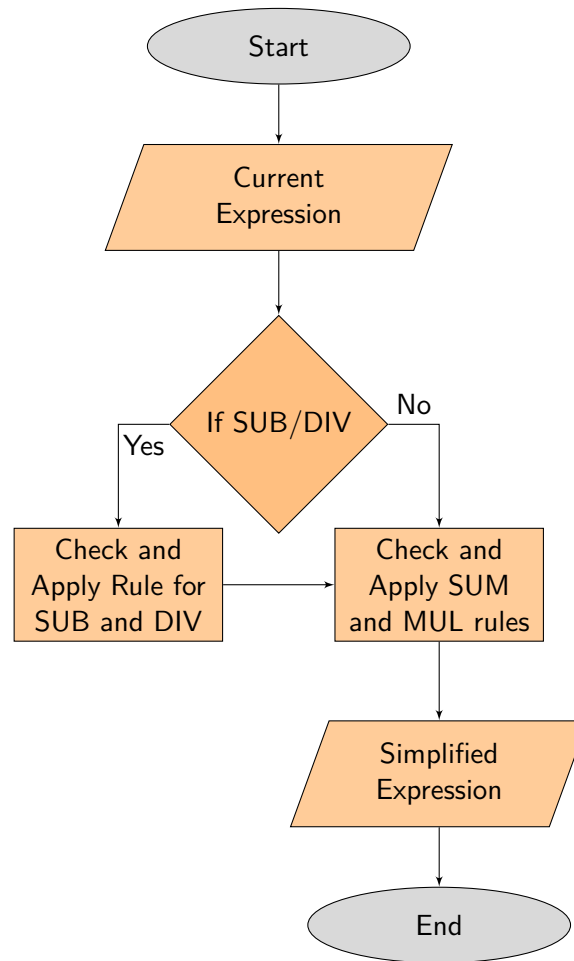 Start
Current
Expression
If SUB/DIV
Yes
No
Check and
Apply Rule for
SUB and DIV
Check and
Apply SUM
and MUL rules
Simplified
Expression
End